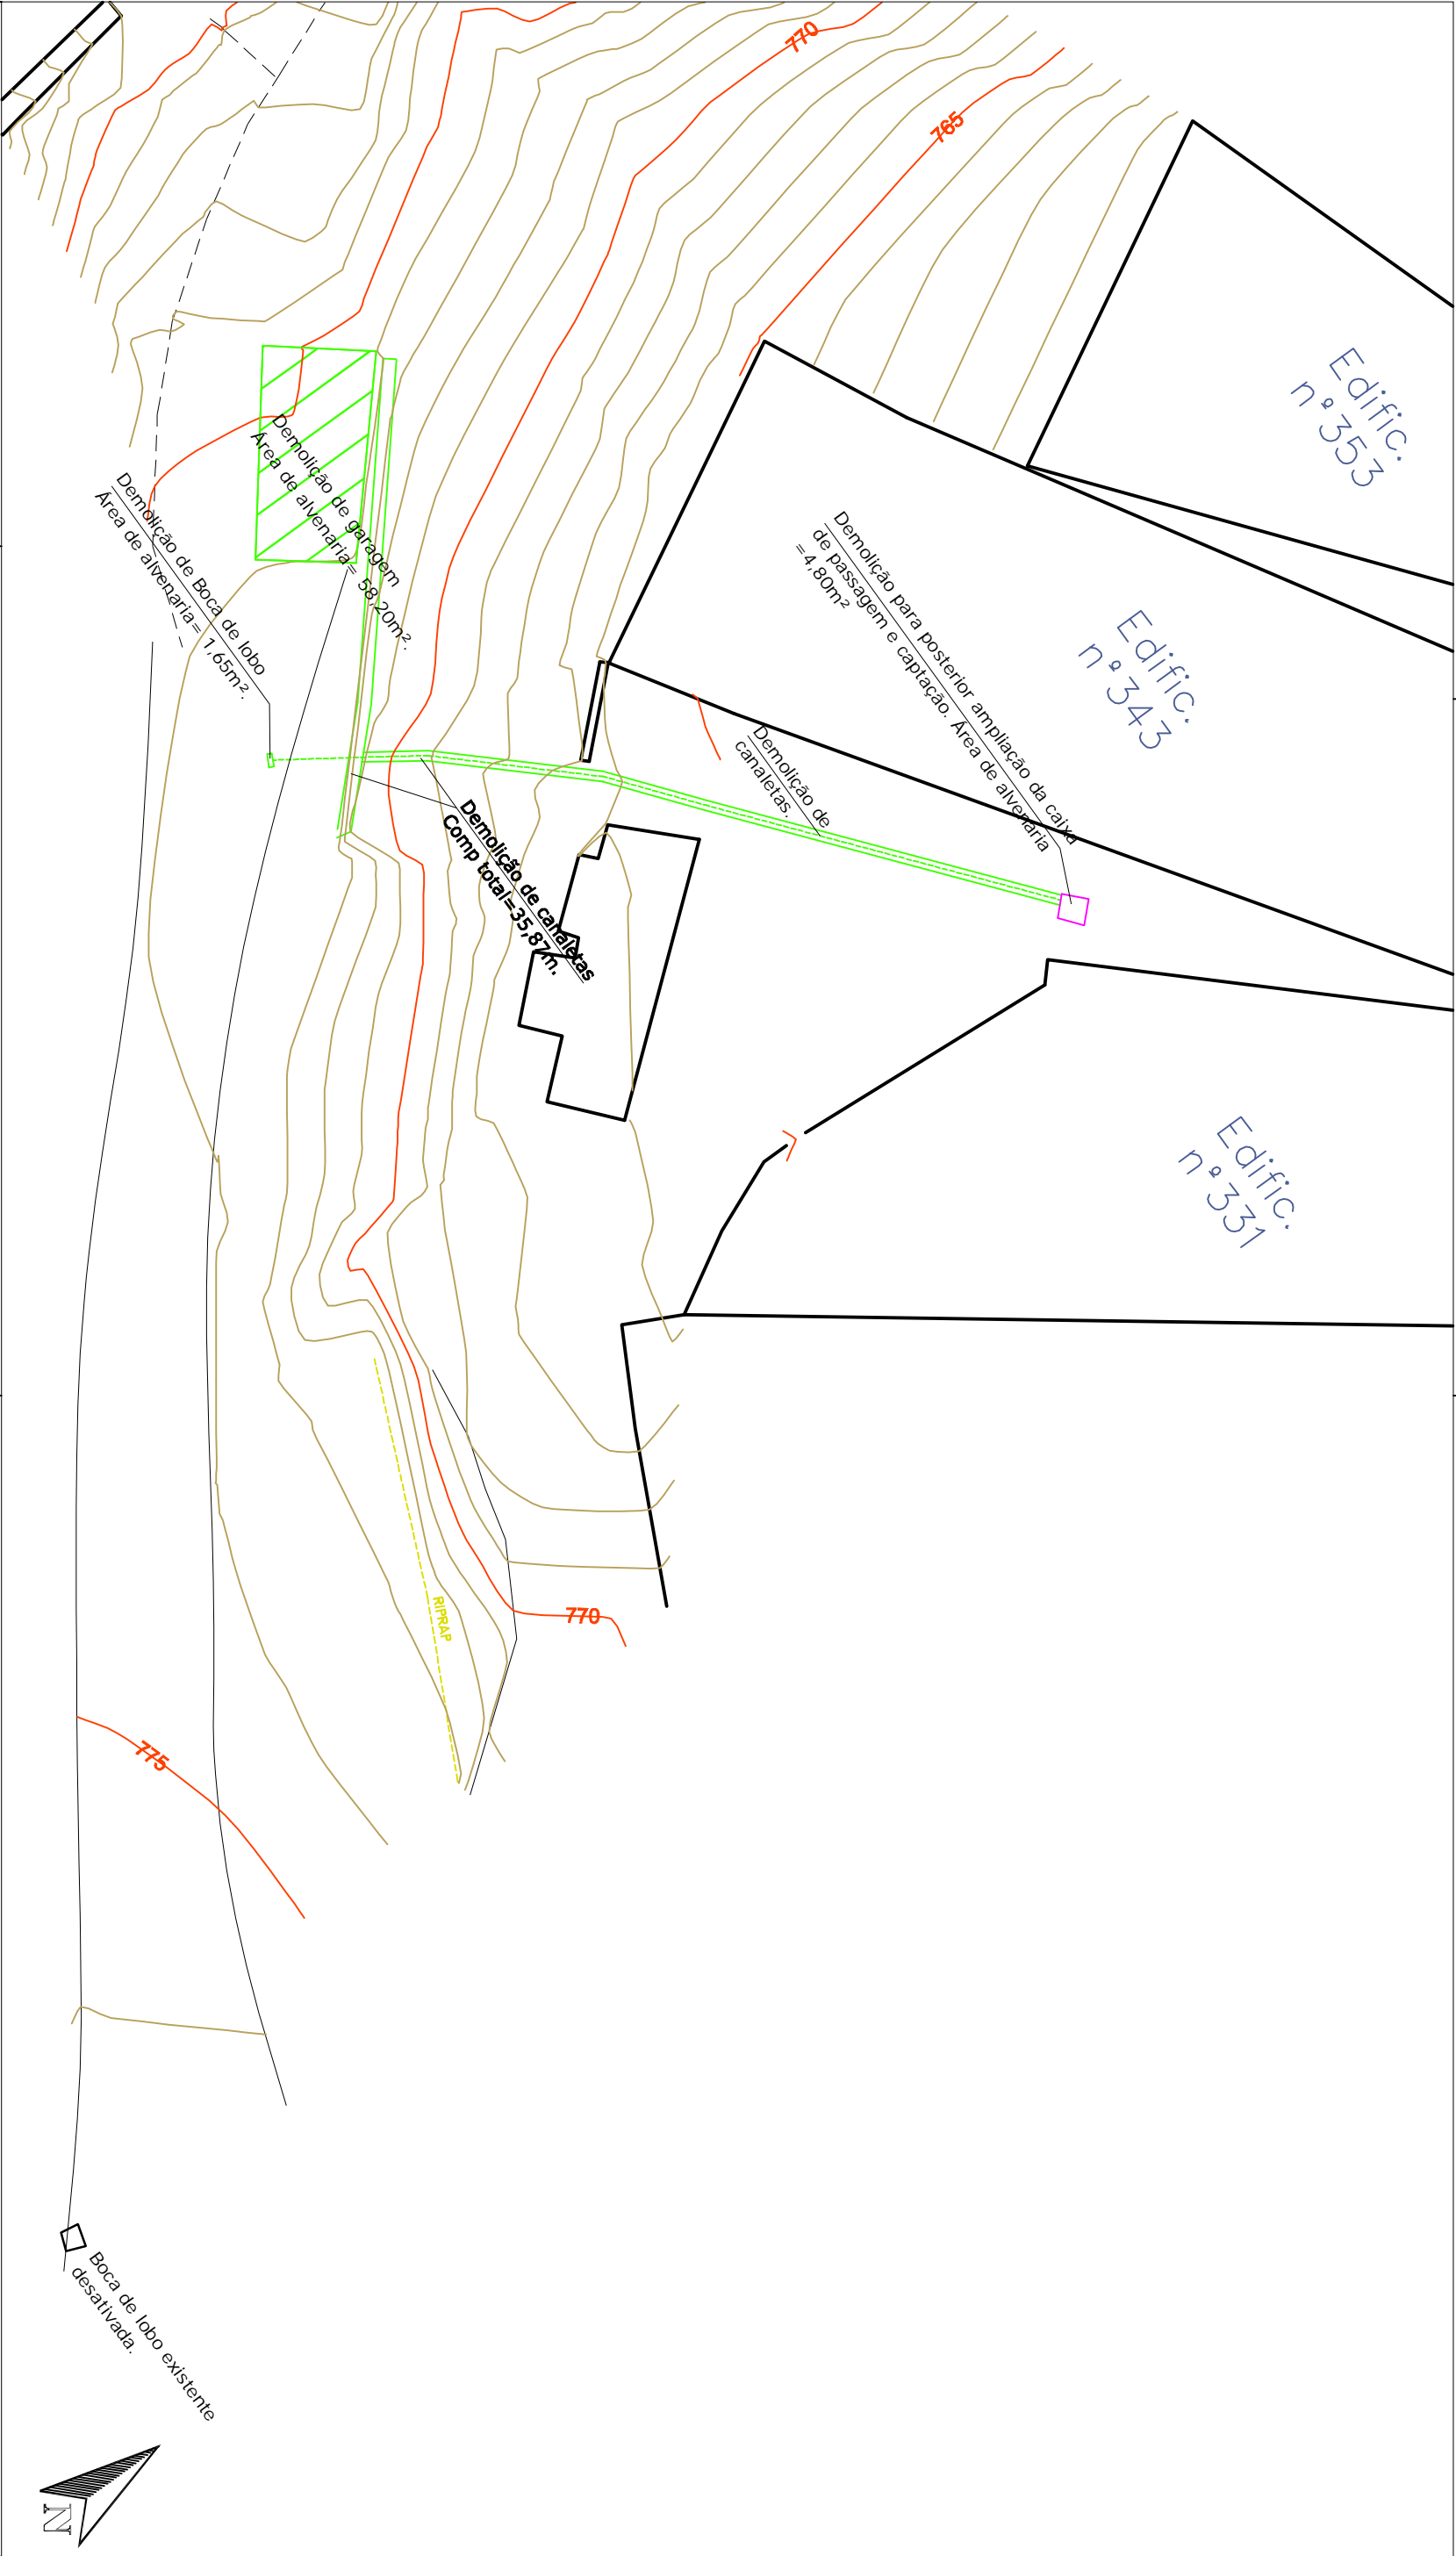 770
765
Edific.
n°353
Demolição de garagem
Área de alvenaria= 58,20m².
Demolição de Boca de lobo
Área de alvenaria= 1,65m².
Demolição para posterior ampliação da caixa
de passagem e captação. Área de alvenaria
=4,80m²
Edific.
n°343
Demolição de
canaletas.
Demolição de canaletas
Comp total=35,87m.
Edific.
n°331
RIPRAP
770
775
Boca de lobo existente
desativada.
N